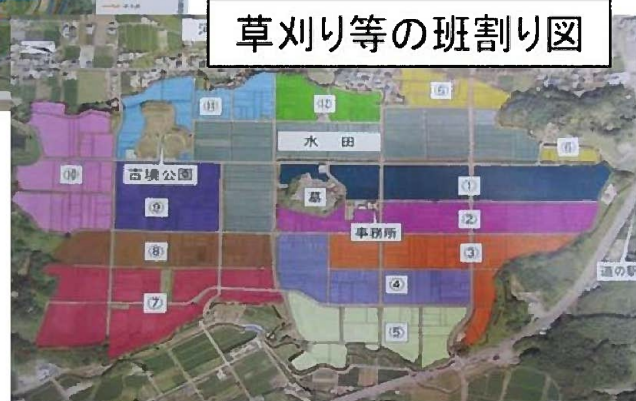 草刈り等の班割り図
⑪
⑫
⑥
水 田
⑥
⑩
古墳公園
①
墓
⑨
②
事務所
⑧
③
道の駅
④
⑦
⑤